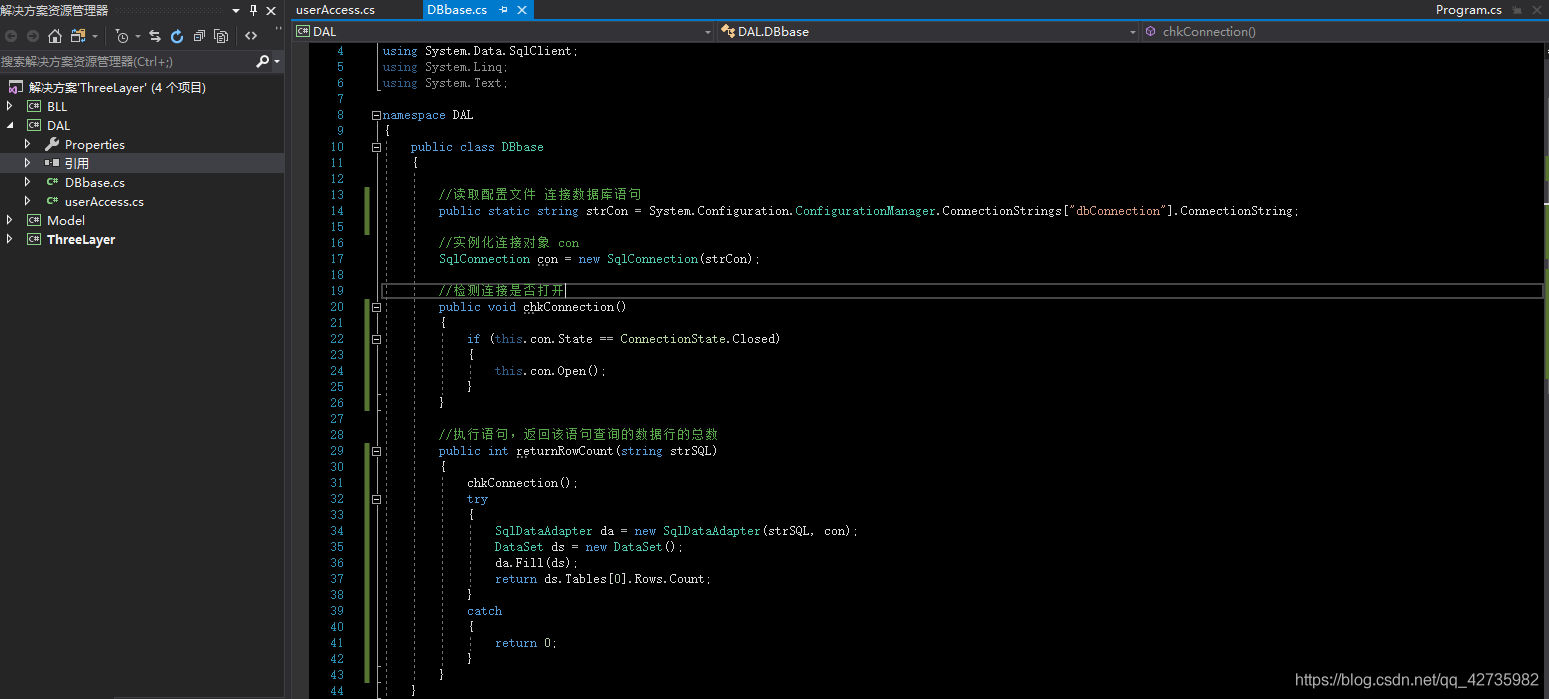 解决方案资源管理器
搜索解决方案资源管理器(Ctrl+;)
解决方案'ThreeLayer' (4 个项目)
C# BLL
C# DAL
Properties
引用
C# DBbase.cs
C# userAccess.cs
C# Model
C# ThreeLayer
userAccess.cs DBbase.cs Program.cs
C# DAL DAL.DBbase chkConnection()
4 using System.Data.SqlClient;
5 using System.Linq;
6 using System.Text;
7
8 namespace DAL
9 {
10 public class DBbase
11 {
12
13 //读取配置文件 连接数据库语句
14 public static string strCon = System.Configuration.ConfigurationManager.ConnectionStrings["dbConnection"].ConnectionString;
15
16 //实例化连接对象 con
17 SqlConnection con = new SqlConnection(strCon);
18
19 //检测连接是否打开
20 public void chkConnection()
21 {
22 if (this.con.State == ConnectionState.Closed)
23 {
24 this.con.Open();
25 }
26 }
27
28 //执行语句，返回该语句查询的数据行的总数
29 public int returnRowCount(string strSQL)
30 {
31 chkConnection();
32 try
33 {
34 SqlDataAdapter da = new SqlDataAdapter(strSQL, con);
35 DataSet ds = new DataSet();
36 da.Fill(ds);
37 return ds.Tables[0].Rows.Count;
38 }
39 catch
40 {
41 return 0;
42 }
43 }
44 }
https://blog.csdn.net/qq_42735982